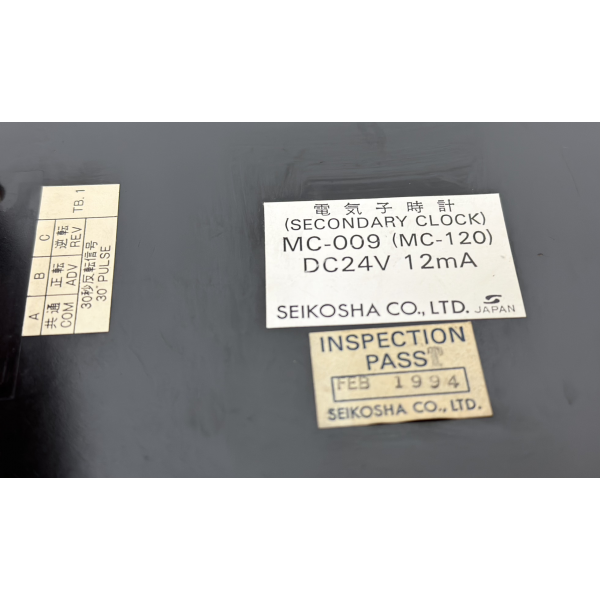 電気子時計
(SECONDARY CLOCK)
MC-009 (MC-120)
DC24V 12mA
SEIKOSHA CO., LTD. JAPAN
INSPECTION
PAST
FEB 1994
SEIKOSHA CO., LTD.
A B C TB.1
共通 正転 逆転
COM ADV REV
30秒反転信号
30" PULSE